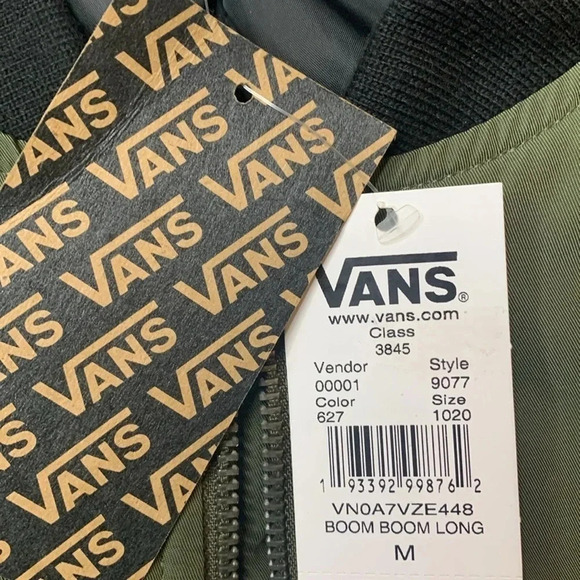 VANS
VANS
VANS
VANS
VANS
VANS
VANS
VANS
VANS
VANS
VANS
VANS
VANS
VANS
VANS®
www.vans.com
Class
3845
Vendor Style
00001 9077
Color Size
627 1020
1 93392 99876 2
VN0A7VZE448
BOOM BOOM LONG
M